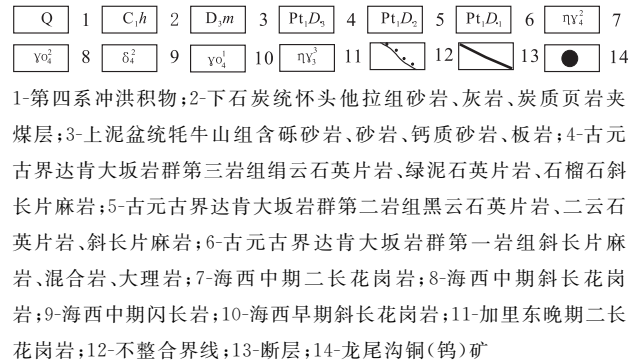 Q 1 C₁h 2 D₃m 3 Pt₁D₃ 4 Pt₁D₂ 5 Pt₁D₁ 6 ηγ₄² 7
γο₄² 8 δ₄² 9 γο₄¹ 10 ηγ₃³ 11 12 13 14
1-第四系冲洪积物;2-下石炭统怀头他拉组砂岩、灰岩、炭质页岩夹
煤层;3-上泥盆统牦牛山组含砾砂岩、砂岩、钙质砂岩、板岩;4-古元
古界达肯大坂岩群第三岩组绢云石英片岩、绿泥石英片岩、石榴石斜
长片麻岩;5-古元古界达肯大坂岩群第二岩组黑云石英片岩、二云石
英片岩、斜长片麻岩;6-古元古界达肯大坂岩群第一岩组斜长片麻
岩、混合岩、大理岩;7-海西中期二长花岗岩;8-海西中期斜长花岗
岩;9-海西中期闪长岩;10-海西早期斜长花岗岩;11-加里东晚期二长
花岗岩;12-不整合界线;13-断层;14-龙尾沟铜(钨)矿